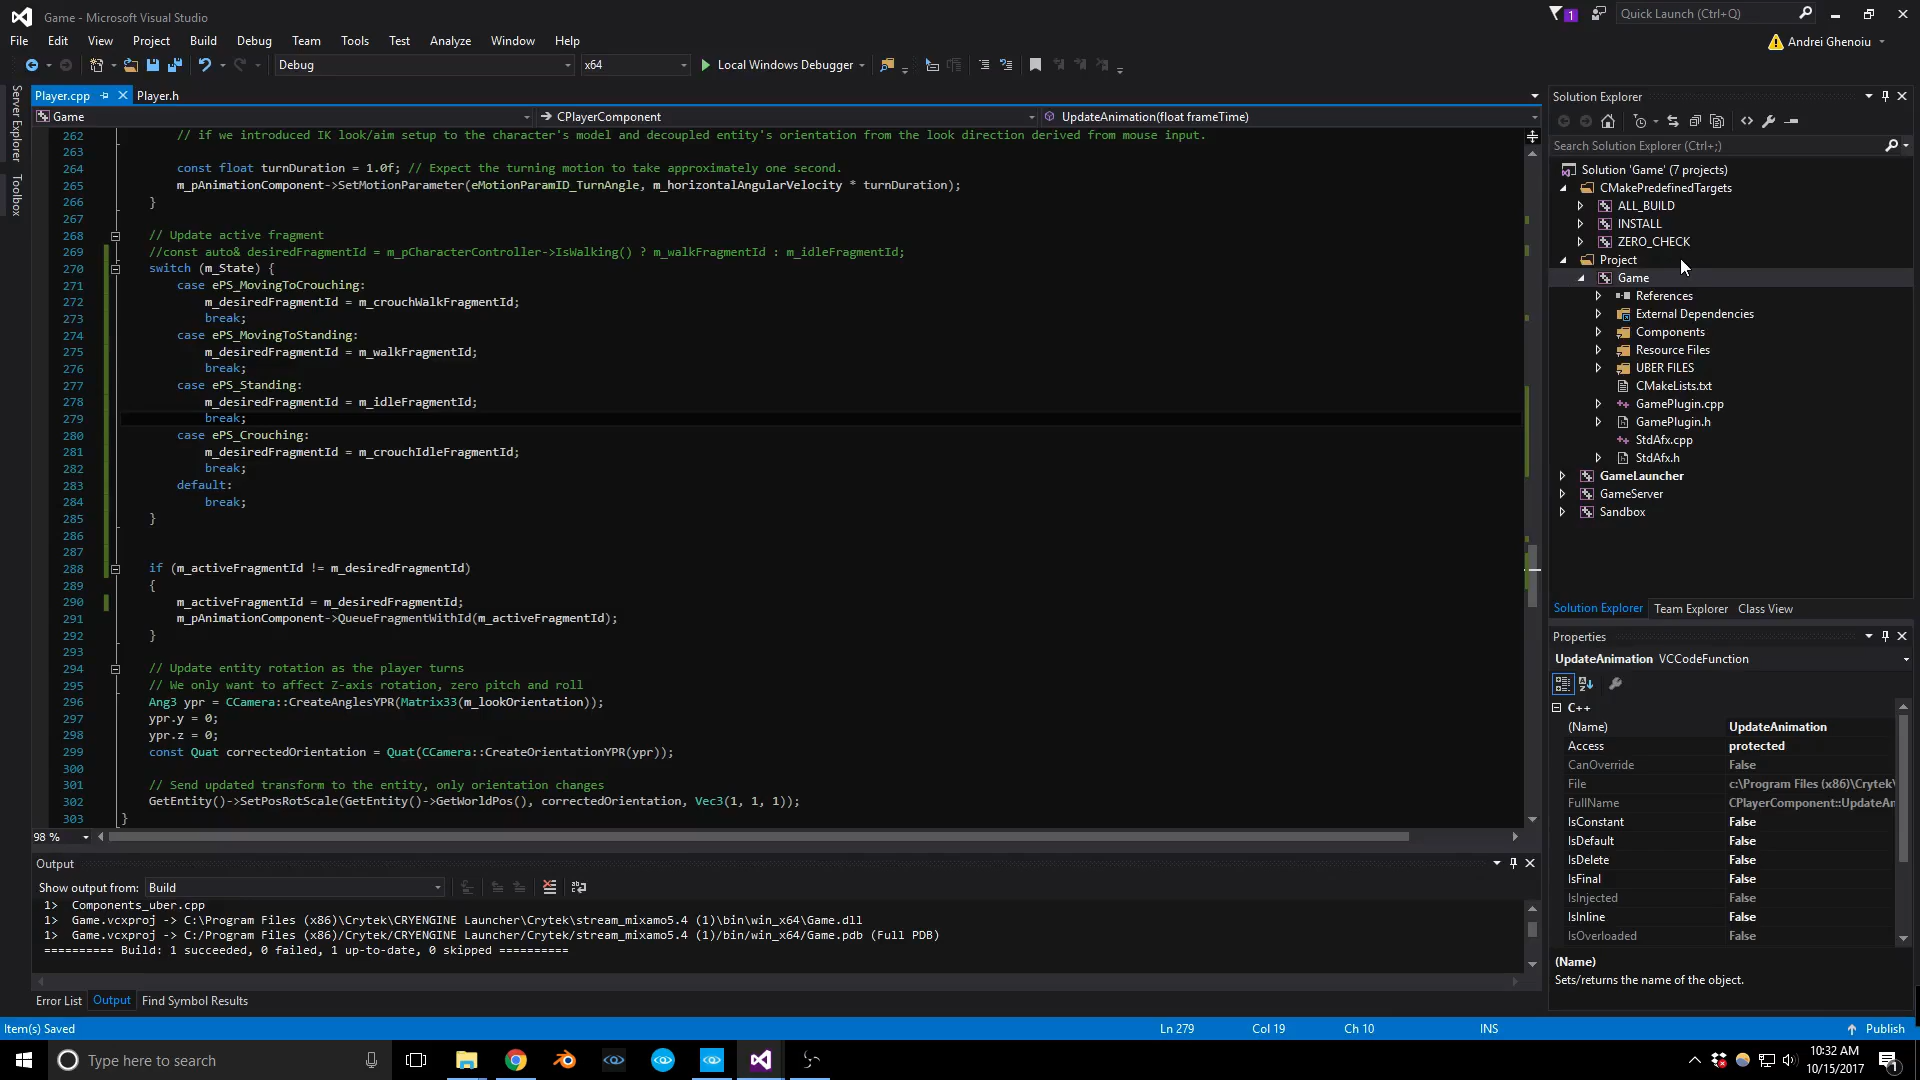 Game - Microsoft Visual Studio
1
Quick Launch (Ctrl+Q)
File Edit View Project Build Debug Team Tools Test Analyze Window Help
Andrei Ghenoiu
Debug
x64
Local Windows Debugger
Server Explorer
Toolbox
Player.cpp
Player.h
Game
CPlayerComponent
UpdateAnimation(float frameTime)
262 // if we introduced IK look/aim setup to the character's model and decoupled entity's orientation from the look direction derived from mouse input.
263
264 const float turnDuration = 1.0f; // Expect the turning motion to take approximately one second.
265 m_pAnimationComponent->SetMotionParameter(eMotionParamID_TurnAngle, m_horizontalAngularVelocity * turnDuration);
266 }
267
268 // Update active fragment
269 //const auto& desiredFragmentId = m_pCharacterController->IsWalking() ? m_walkFragmentId : m_idleFragmentId;
270 switch (m_State) {
271 case ePS_MovingToCrouching:
272 m_desiredFragmentId = m_crouchWalkFragmentId;
273 break;
274 case ePS_MovingToStanding:
275 m_desiredFragmentId = m_walkFragmentId;
276 break;
277 case ePS_Standing:
278 m_desiredFragmentId = m_idleFragmentId;
279 break;
280 case ePS_Crouching:
281 m_desiredFragmentId = m_crouchIdleFragmentId;
282 break;
283 default:
284 break;
285 }
286
287
288 if (m_activeFragmentId != m_desiredFragmentId)
289 {
290 m_activeFragmentId = m_desiredFragmentId;
291 m_pAnimationComponent->QueueFragmentWithId(m_activeFragmentId);
292 }
293
294 // Update entity rotation as the player turns
295 // We only want to affect Z-axis rotation, zero pitch and roll
296 Ang3 ypr = CCamera::CreateAnglesYPR(Matrix33(m_lookOrientation));
297 ypr.y = 0;
298 ypr.z = 0;
299 const Quat correctedOrientation = Quat(CCamera::CreateOrientationYPR(ypr));
300
301 // Send updated transform to the entity, only orientation changes
302 GetEntity()->SetPosRotScale(GetEntity()->GetWorldPos(), correctedOrientation, Vec3(1, 1, 1));
303 }
98 %
Output
Show output from: Build
1> Components_uber.cpp
1> Game.vcxproj -> C:\Program Files (x86)\Crytek\CRYENGINE Launcher\Crytek\stream_mixamo5.4 (1)\bin\win_x64\Game.dll
1> Game.vcxproj -> C:/Program Files (x86)/Crytek/CRYENGINE Launcher/Crytek/stream_mixamo5.4 (1)/bin/win_x64/Game.pdb (Full PDB)
========== Build: 1 succeeded, 0 failed, 1 up-to-date, 0 skipped ==========
Error List Output Find Symbol Results
Solution Explorer
Search Solution Explorer (Ctrl+;)
Solution 'Game' (7 projects)
CMakePredefinedTargets
ALL_BUILD
INSTALL
ZERO_CHECK
Project
Game
References
External Dependencies
Components
Resource Files
UBER FILES
CMakeLists.txt
GamePlugin.cpp
GamePlugin.h
StdAfx.cpp
StdAfx.h
GameLauncher
GameServer
Sandbox
Solution Explorer Team Explorer Class View
Properties
UpdateAnimation VCCodeFunction
C++
(Name) UpdateAnimation
Access protected
CanOverride False
File c:\Program Files (x86)\Crytek\
FullName CPlayerComponent::UpdateAn
IsConstant False
IsDefault False
IsDelete False
IsFinal False
IsInjected False
IsInline False
IsOverloaded False
(Name)
Sets/returns the name of the object.
Item(s) Saved
Ln 279 Col 19 Ch 10 INS
Publish
Type here to search
10:32 AM
10/15/2017
1